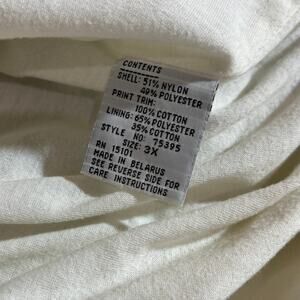 CONTENTS
SHELL: 51% NYLON
49% POLYESTER
PRINT TRIM:
100% COTTON
LINING: 65% POLYESTER
35% COTTON
STYLE NO: 75395
SIZE: 3X
RN 15101
MADE IN BELARUS
SEE REVERSE SIDE FOR
CARE INSTRUCTIONS